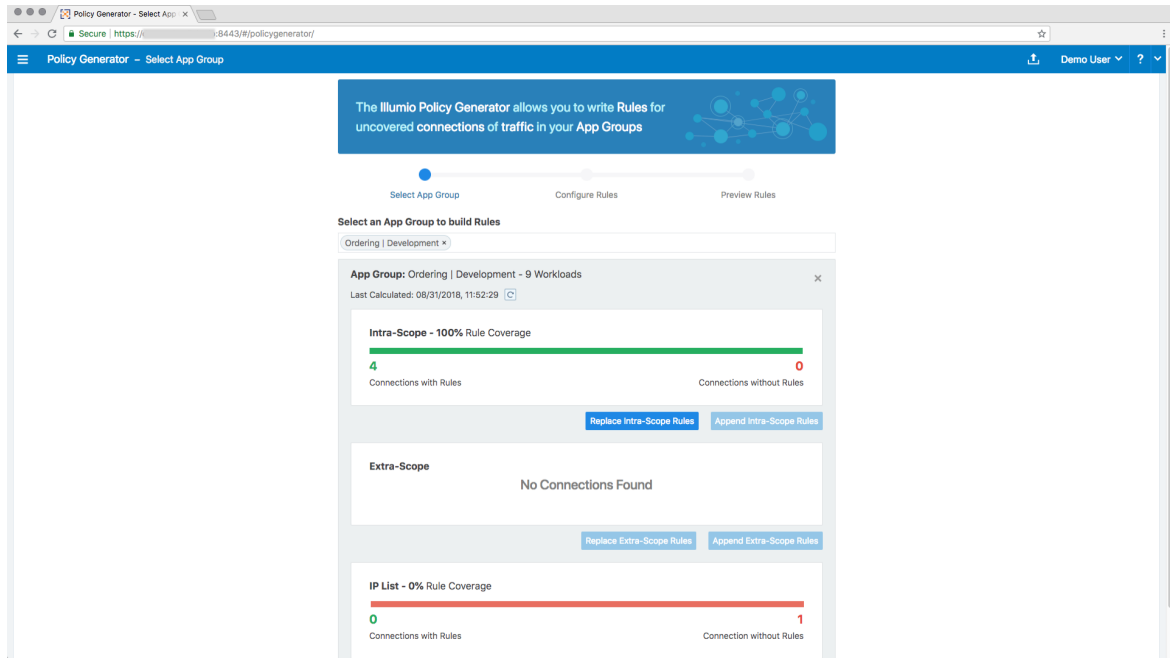 Policy Generator - Select App
Secure | https://
:8443/#/policygenerator/
Policy Generator – Select App Group
Demo User
?
The Illumio Policy Generator allows you to write Rules for
uncovered connections of traffic in your App Groups
Select App Group
Configure Rules
Preview Rules
Select an App Group to build Rules
Ordering | Development ×
App Group: Ordering | Development - 9 Workloads
Last Calculated: 08/31/2018, 11:52:29
Intra-Scope - 100% Rule Coverage
4
0
Connections with Rules
Connections without Rules
Replace Intra-Scope Rules
Append Intra-Scope Rules
Extra-Scope
No Connections Found
Replace Extra-Scope Rules
Append Extra-Scope Rules
IP List - 0% Rule Coverage
0
1
Connections with Rules
Connection without Rules